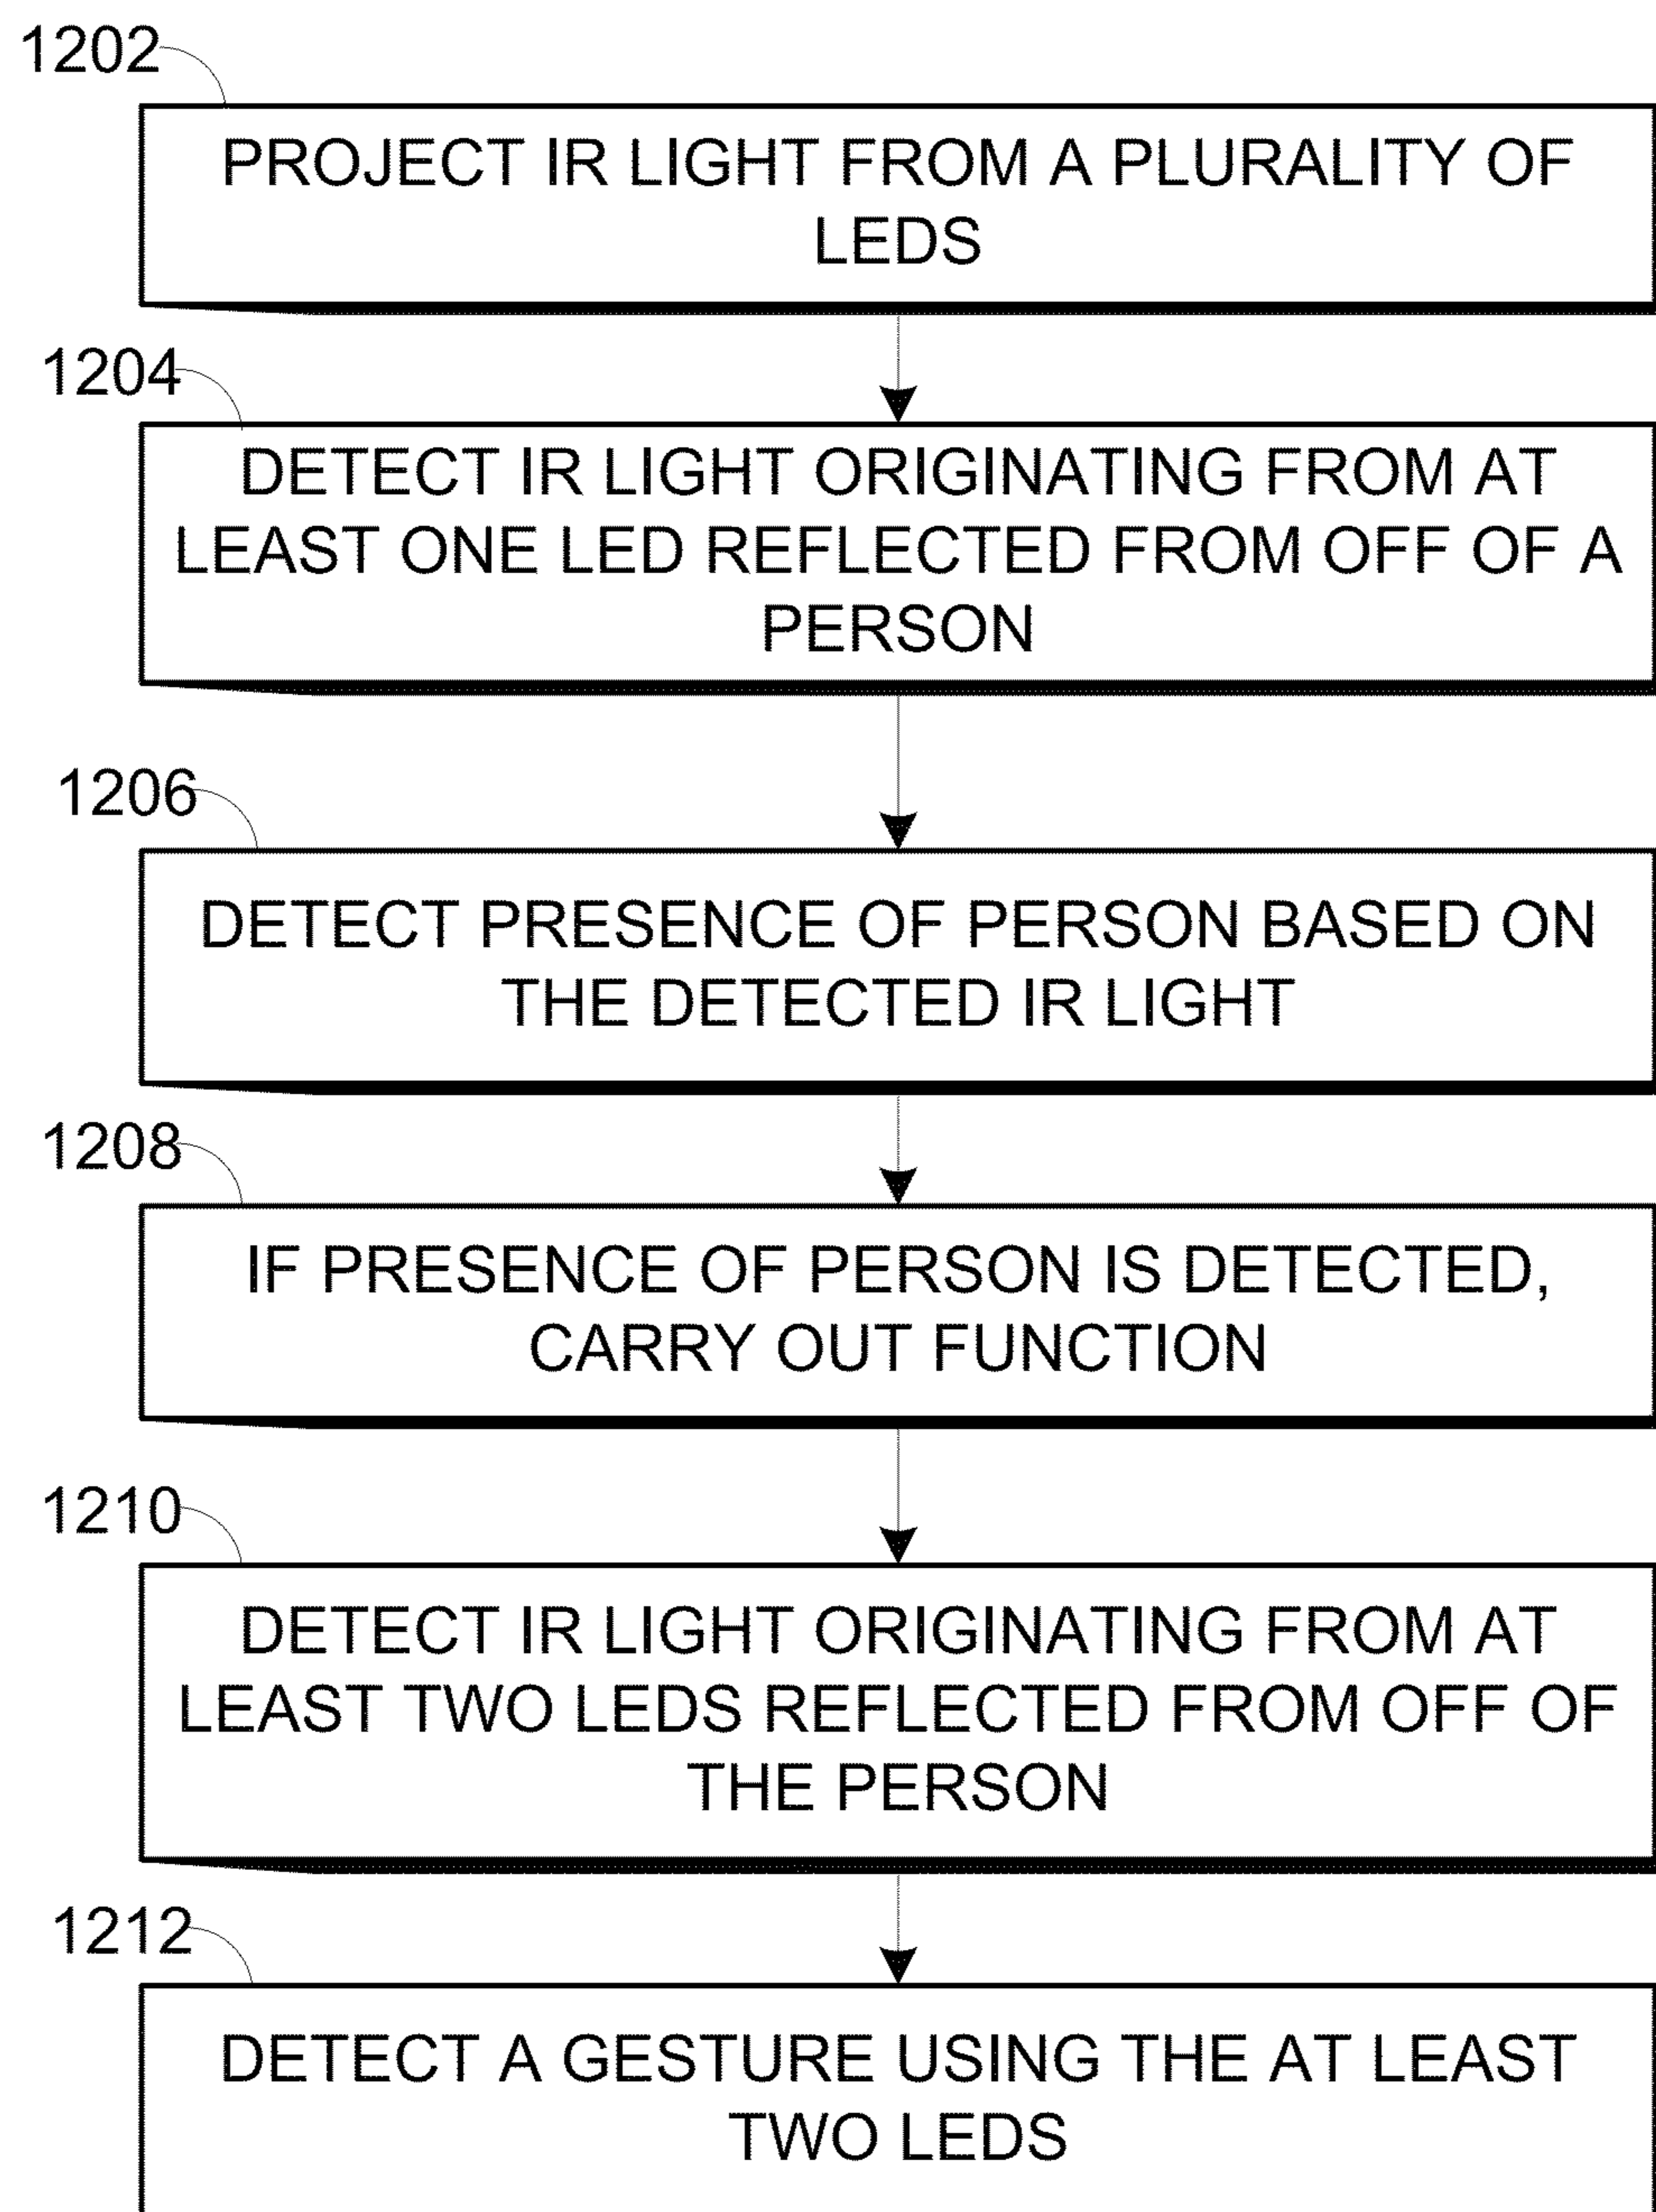 1202
PROJECT IR LIGHT FROM A PLURALITY OF
LEDS
1204
DETECT IR LIGHT ORIGINATING FROM AT
LEAST ONE LED REFLECTED FROM OFF OF A
PERSON
1206
DETECT PRESENCE OF PERSON BASED ON
THE DETECTED IR LIGHT
1208
IF PRESENCE OF PERSON IS DETECTED,
CARRY OUT FUNCTION
1210
DETECT IR LIGHT ORIGINATING FROM AT
LEAST TWO LEDS REFLECTED FROM OFF OF
THE PERSON
1212
DETECT A GESTURE USING THE AT LEAST
TWO LEDS